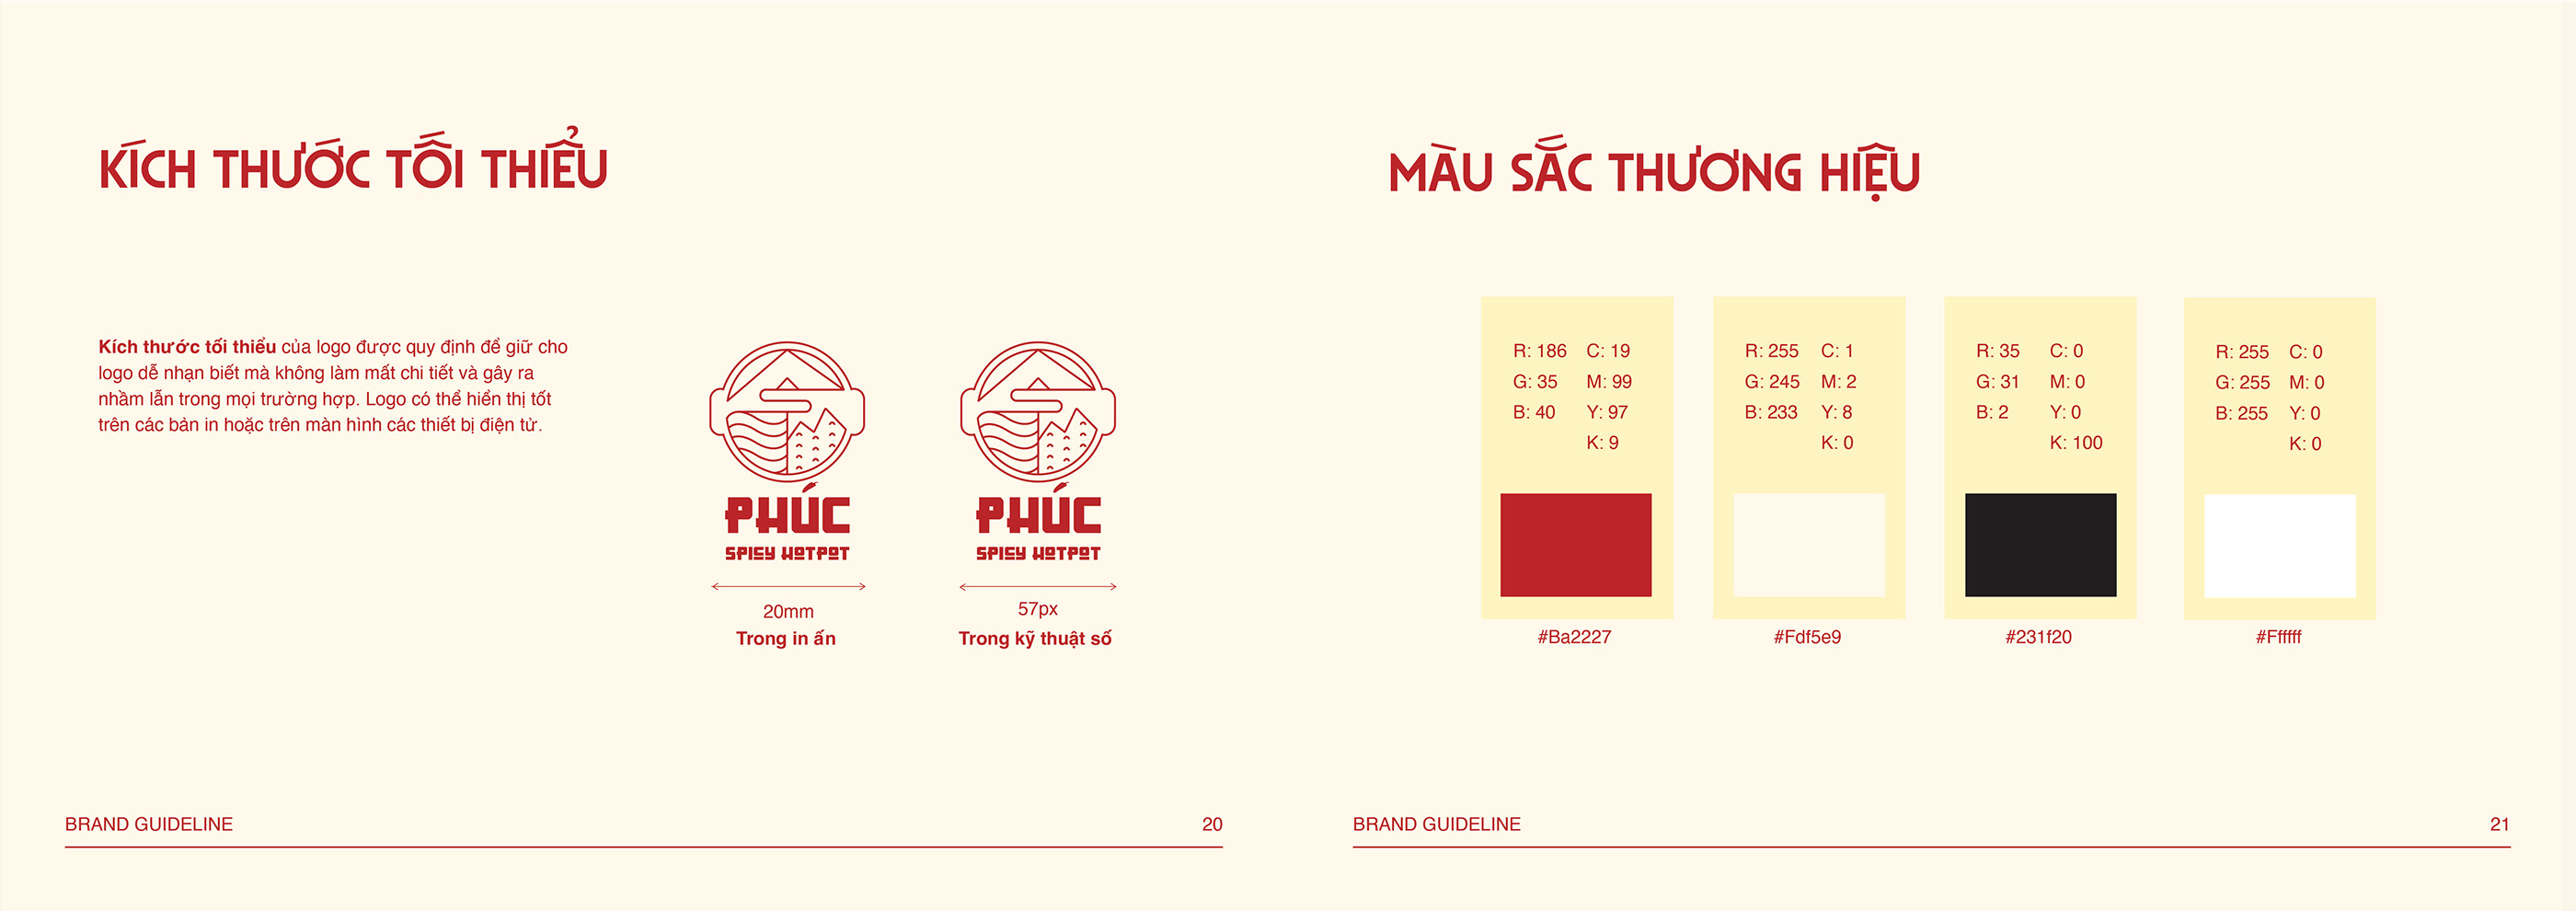 KÍCH THƯỚC TỐI THIỂU
Kích thước tối thiểu của logo được quy định để giữ cho
logo dễ nhạn biết mà không làm mất chi tiết và gây ra
nhầm lẫn trong mọi trường hợp. Logo có thể hiển thị tốt
trên các bản in hoặc trên màn hình các thiết bị điện tử.
PHÚC
SPICY HOTPOT
20mm
Trong in ấn
PHÚC
SPICY HOTPOT
57px
Trong kỹ thuật số
BRAND GUIDELINE
20
MÀU SẮC THƯƠNG HIỆU
R: 186 C: 19
G: 35 M: 99
B: 40 Y: 97
K: 9
#Ba2227
R: 255 C: 1
G: 245 M: 2
B: 233 Y: 8
K: 0
#Fdf5e9
R: 35 C: 0
G: 31 M: 0
B: 2 Y: 0
K: 100
#231f20
R: 255 C: 0
G: 255 M: 0
B: 255 Y: 0
K: 0
#Ffffff
BRAND GUIDELINE
21